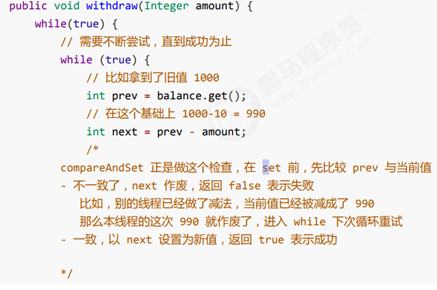 public void withdraw(Integer amount) {
while(true) {
// 需要不断尝试，直到成功为止
while (true) {
// 比如拿到了旧值 1000
int prev = balance.get();
// 在这个基础上 1000-10 = 990
int next = prev - amount;
/*
compareAndSet 正是做这个检查，在 set 前，先比较 prev 与当前值
- 不一致了，next 作废，返回 false 表示失败
比如，别的线程已经做了减法，当前值已经被减成了 990
那么本线程的这次 990 就作废了，进入 while 下次循环重试
- 一致，以 next 设置为新值，返回 true 表示成功
*/
黑马程序员
www.itheima.com